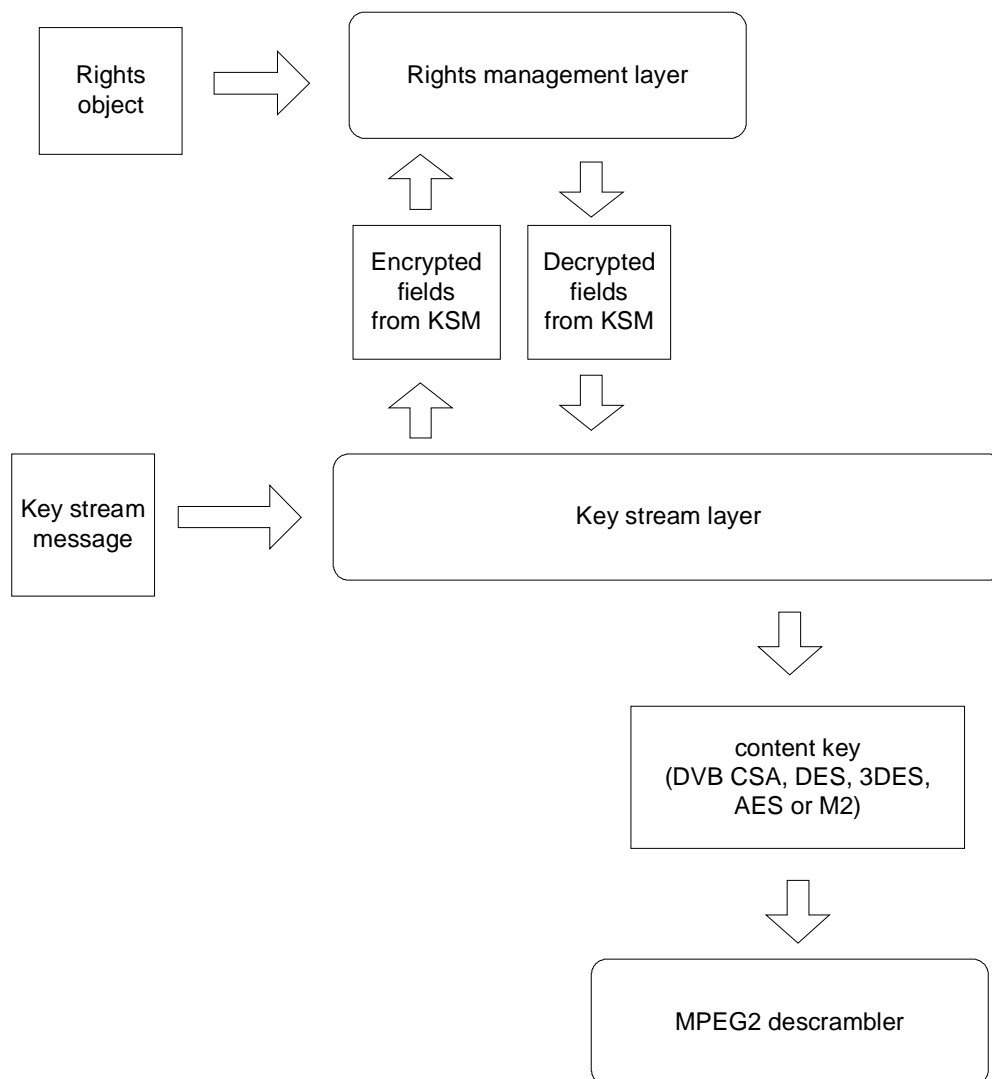 Rights
object
Rights management layer
Encrypted
fields
from KSM
Decrypted
fields
from KSM
Key stream
message
Key stream layer
content key
(DVB CSA, DES, 3DES,
AES or M2)
MPEG2 descrambler